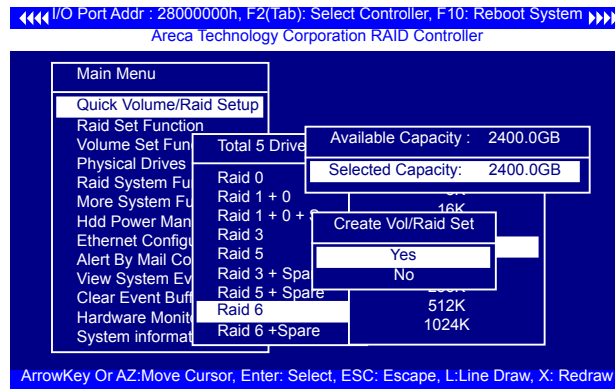 I/O Port Addr : 28000000h, F2(Tab): Select Controller, F10: Reboot System
Areca Technology Corporation RAID Controller
Main Menu
Quick Volume/Raid Setup
Raid Set Function
Volume Set Fun
Physical Drives
Raid System Fu
More System Fu
Hdd Power Man
Ethernet Configu
Alert By Mail Co
View System Ev
Clear Event Buff
Hardware Monit
System informat
Total 5 Drive
Raid 0
Raid 1 + 0
Raid 1 + 0 +
Raid 3
Raid 5
Raid 3 + Spa
Raid 5 + Spare
Raid 6
Raid 6 +Spare
Available Capacity : 2400.0GB
Selected Capacity: 2400.0GB
16K
Create Vol/Raid Set
Yes
No
512K
1024K
ArrowKey Or AZ:Move Cursor, Enter: Select, ESC: Escape, L:Line Draw, X: Redraw